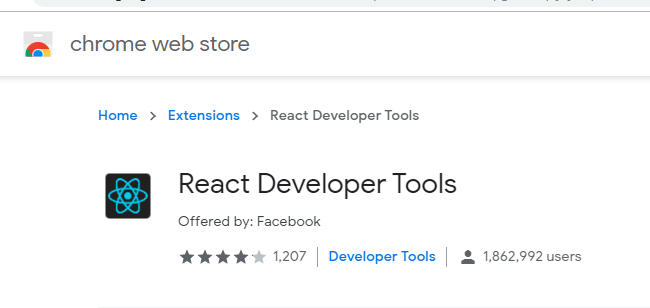 chrome web store
Home > Extensions > React Developer Tools
React Developer Tools
Offered by: Facebook
1,207 Developer Tools 1,862,992 users